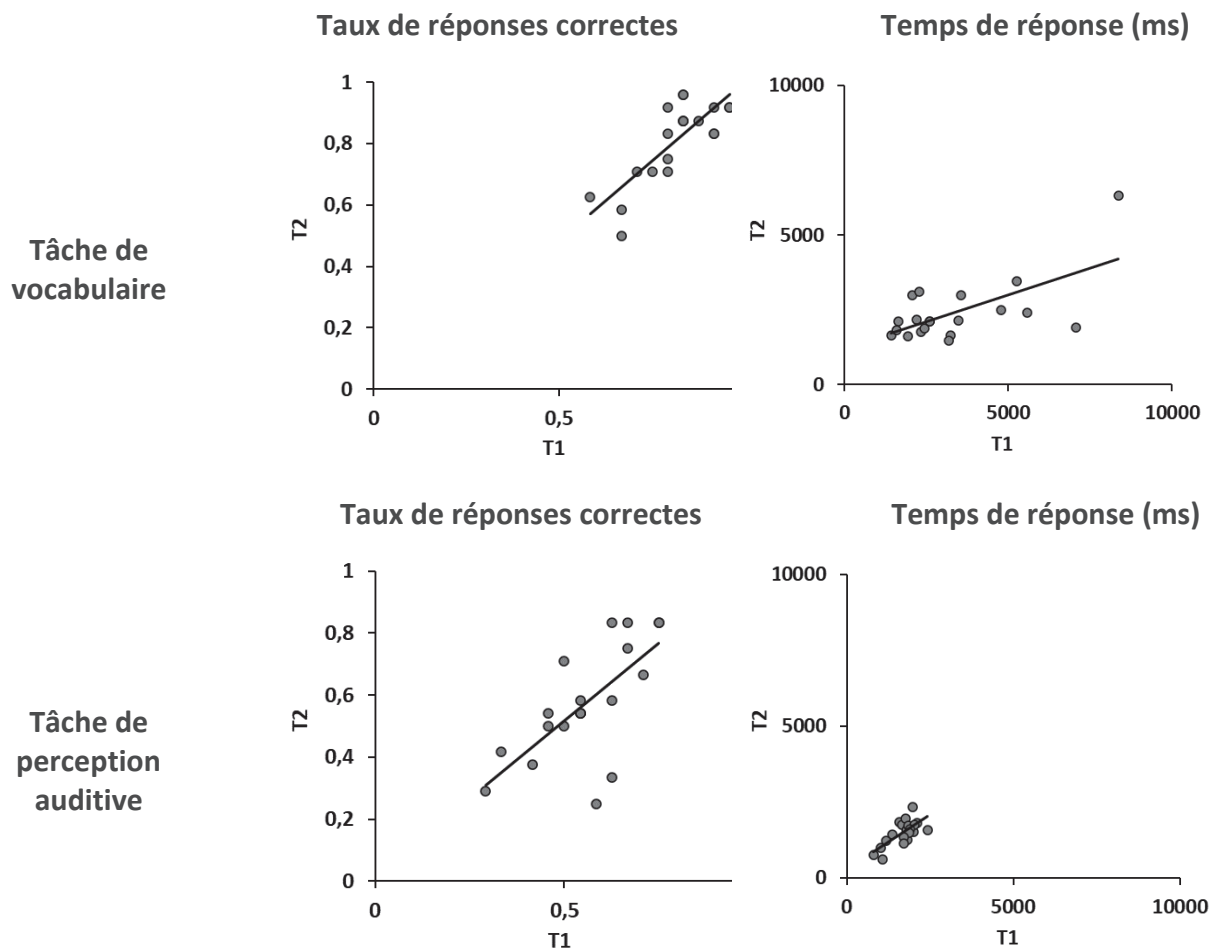 Taux de réponses correctes
Temps de réponse (ms)
Tâche de
vocabulaire
T2
1
0,8
0,6
0,4
0,2
0
0
0,5
T1
T2
10000
5000
0
0
5000
10000
T1
Taux de réponses correctes
Temps de réponse (ms)
Tâche de
perception
auditive
T2
1
0,8
0,6
0,4
0,2
0
0
0,5
T1
T2
10000
5000
0
0
5000
10000
T1